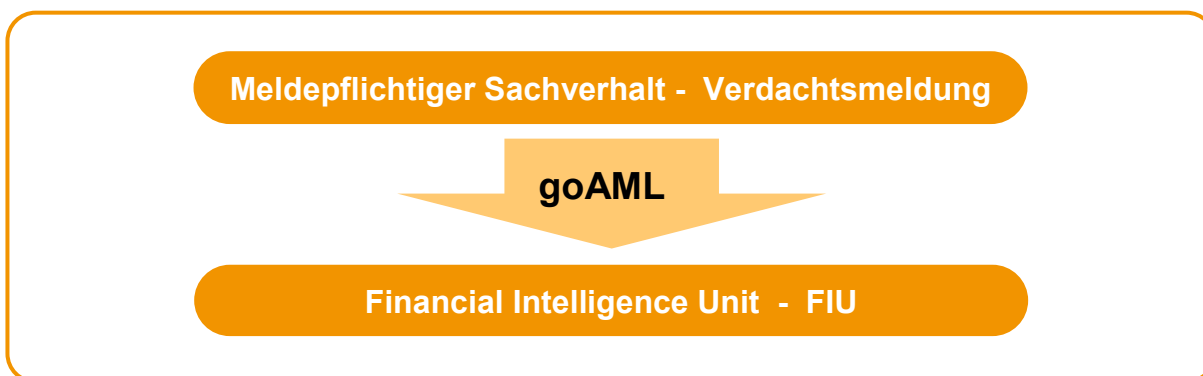 Meldepflichtiger Sachverhalt - Verdachtsmeldung
goAML
Financial Intelligence Unit - FIU